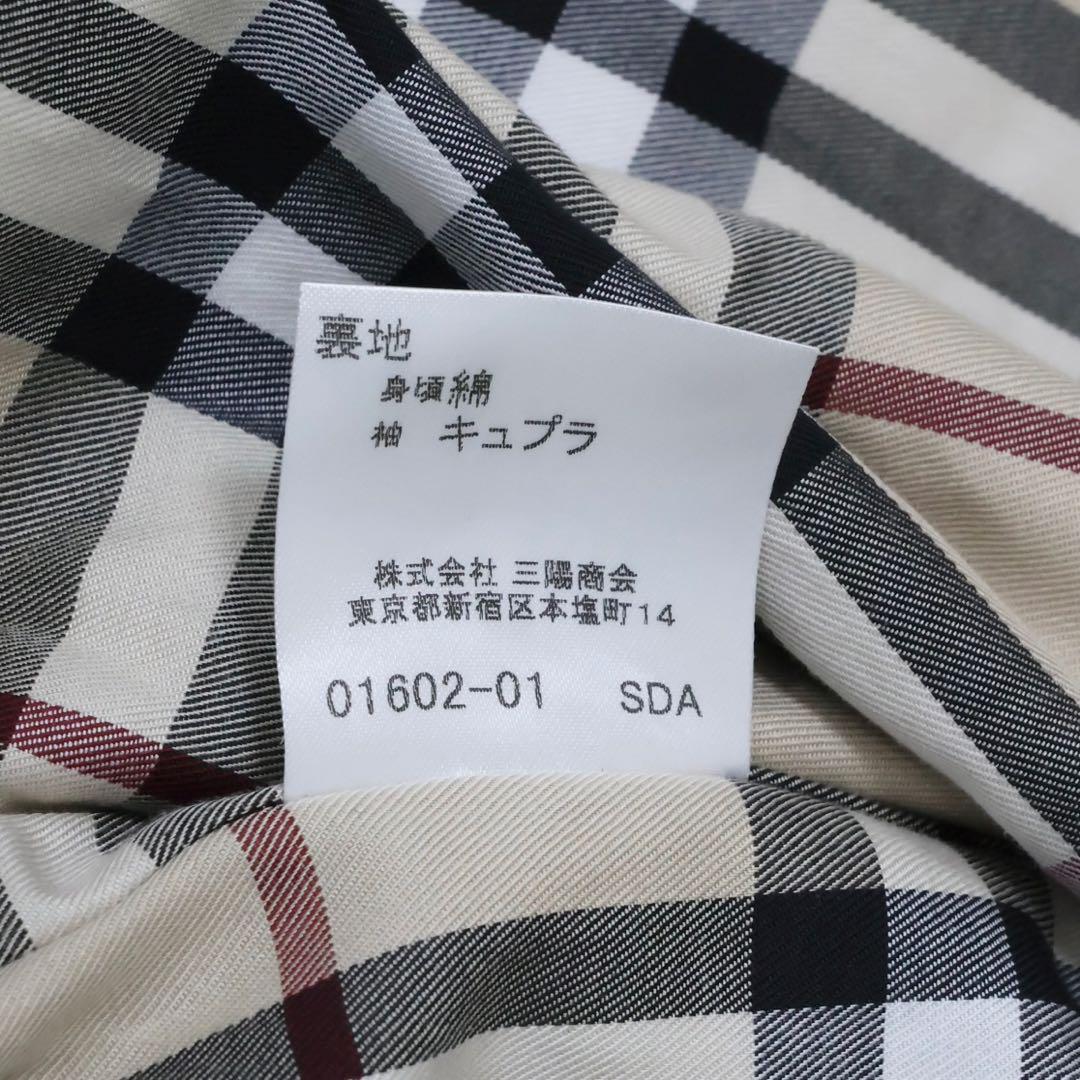 裏地
身頃綿
袖 キュプラ
株式会社 三陽商会
東京都新宿区本塩町14
01602-01 SDA